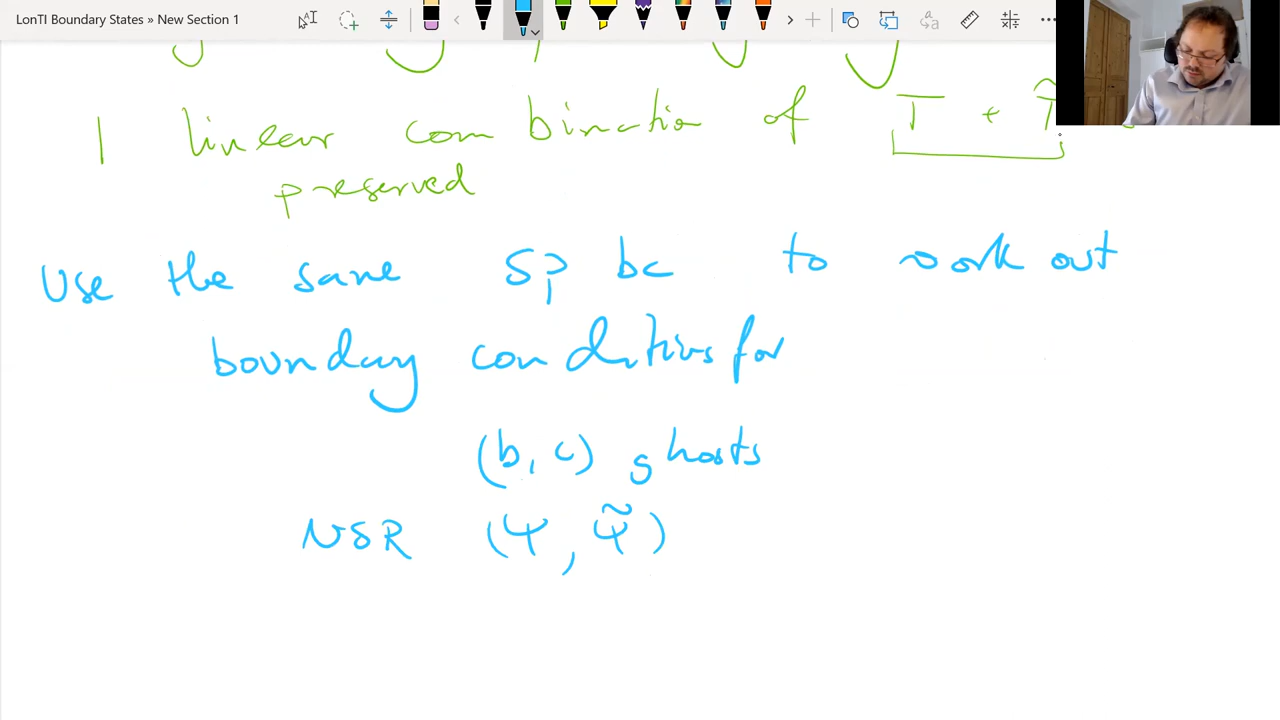 LonTI Boundary States » New Section 1
1 linear combination of T + T̃
preserved
Use the same Sp bc to work out
boundary conditions for
(b, c) ghosts
NSR (Ψ, Ψ̃)